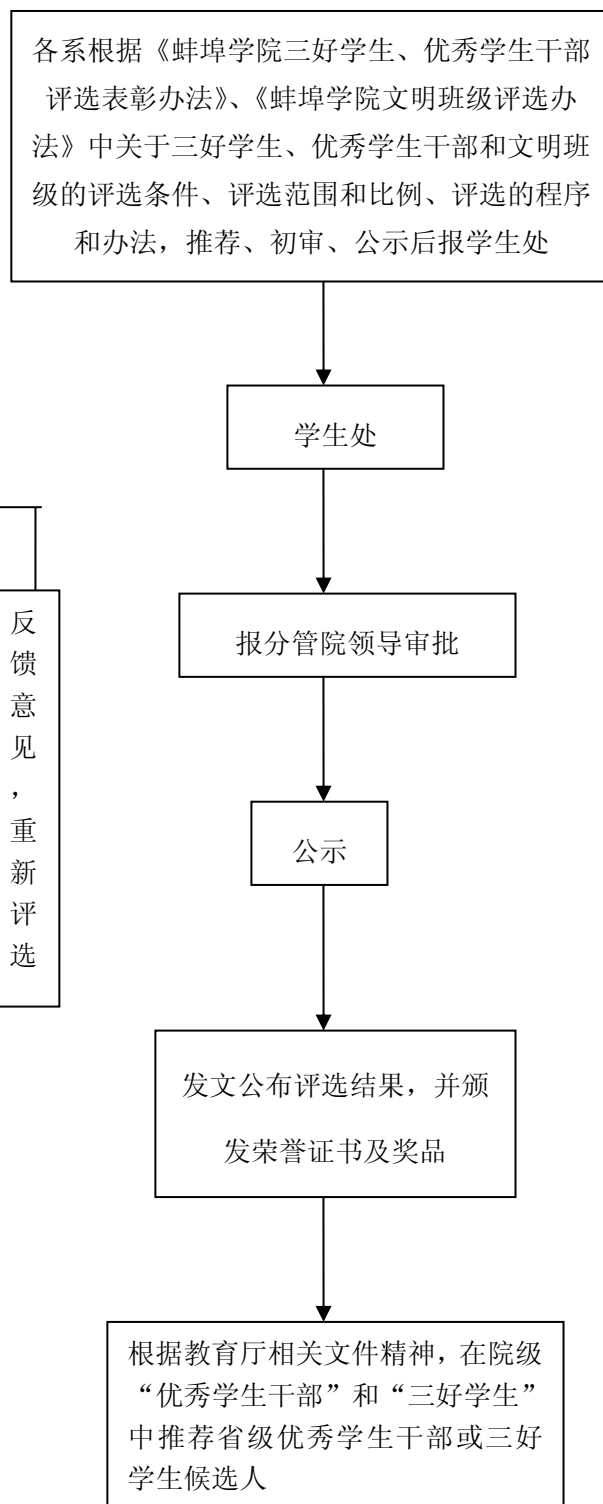 各系根据《蚌埠学院三好学生、优秀学生干部
评选表彰办法》、《蚌埠学院文明班级评选办
法》中关于三好学生、优秀学生干部和文明班
级的评选条件、评选范围和比例、评选的程序
和办法，推荐、初审、公示后报学生处
学生处
报分管院领导审批
反
馈
意
见
，
重
新
评
选
公示
发文公布评选结果，并颁
发荣誉证书及奖品
根据教育厅相关文件精神，在院级
“优秀学生干部”和“三好学生”
中推荐省级优秀学生干部或三好
学生候选人